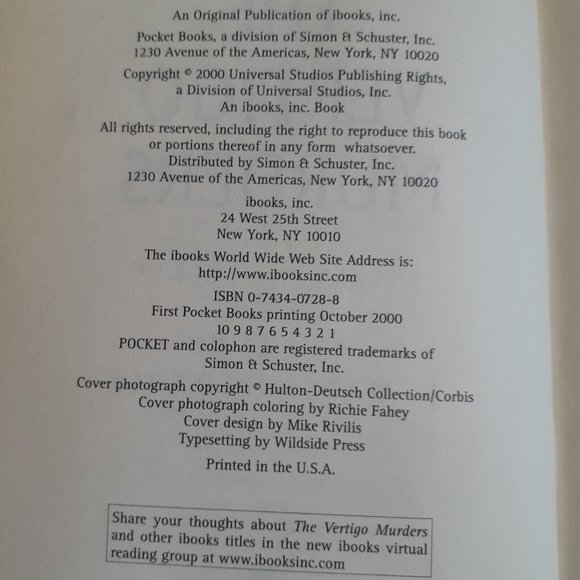 An Original Publication of ibooks, inc.
Pocket Books, a division of Simon & Schuster, Inc.
1230 Avenue of the Americas, New York, NY 10020
Copyright © 2000 Universal Studios Publishing Rights,
a Division of Universal Studios, Inc.
An ibooks, inc. Book
All rights reserved, including the right to reproduce this book
or portions thereof in any form whatsoever.
Distributed by Simon & Schuster, Inc.
1230 Avenue of the Americas, New York, NY 10020
ibooks, inc.
24 West 25th Street
New York, NY 10010
The ibooks World Wide Web Site Address is:
http://www.ibooksinc.com
ISBN 0-7434-0728-8
First Pocket Books printing October 2000
10 9 8 7 6 5 4 3 2 1
POCKET and colophon are registered trademarks of
Simon & Schuster, Inc.
Cover photograph copyright © Hulton-Deutsch Collection/Corbis
Cover photograph coloring by Richie Fahey
Cover design by Mike Rivilis
Typesetting by Wildside Press
Printed in the U.S.A.
Share your thoughts about The Vertigo Murders
and other ibooks titles in the new ibooks virtual
reading group at www.ibooksinc.com